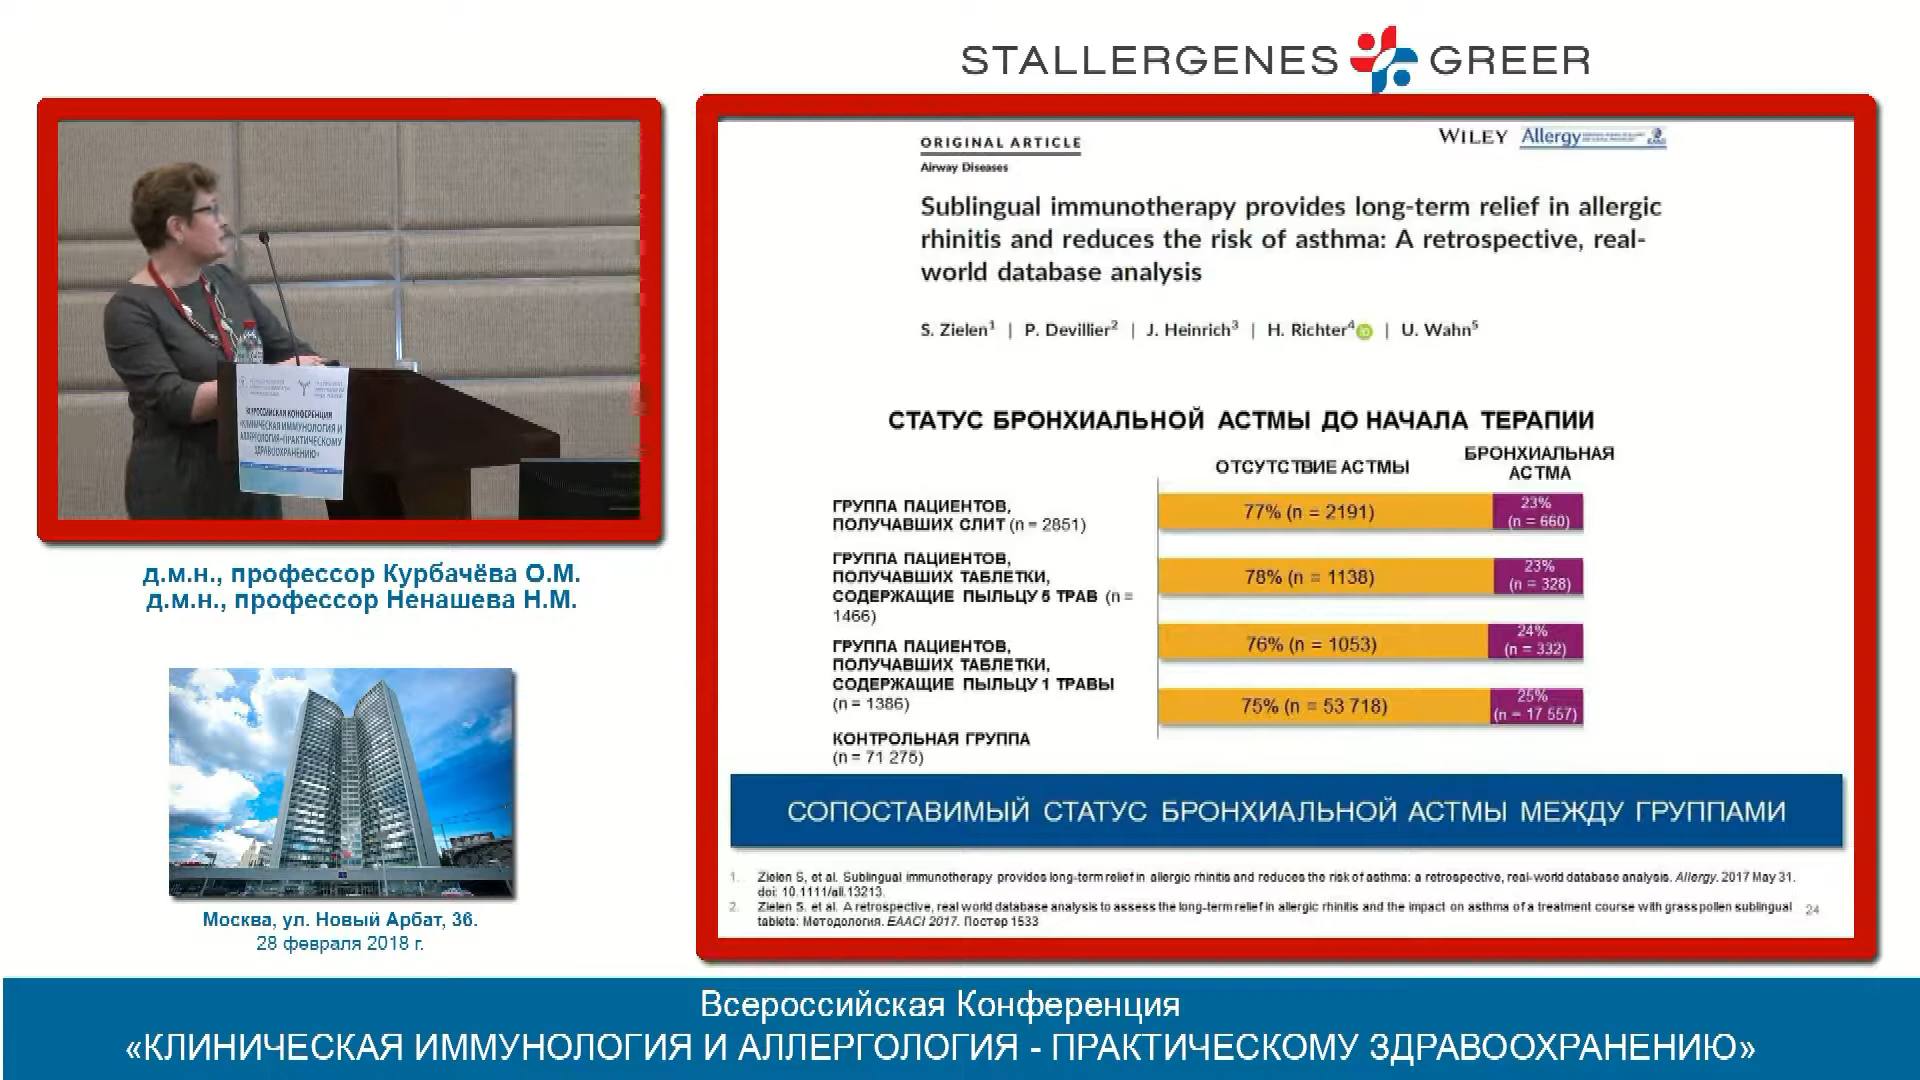 STALLERGENES GREER
ORIGINAL ARTICLE
Airway Diseases
WILEY Allergy
Sublingual immunotherapy provides long-term relief in allergic
rhinitis and reduces the risk of asthma: A retrospective, real-
world database analysis
S. Zielen¹ | P. Devillier² | J. Heinrich³ | H. Richter⁴ iD | U. Wahn⁵
СТАТУС БРОНХИАЛЬНОЙ АСТМЫ ДО НАЧАЛА ТЕРАПИИ
ОТСУТСТВИЕ АСТМЫ
БРОНХИАЛЬНАЯ
АСТМА
ГРУППА ПАЦИЕНТОВ,
ПОЛУЧАВШИХ СЛИТ (n = 2851)
77% (n = 2191)
23%
(n = 660)
ГРУППА ПАЦИЕНТОВ,
ПОЛУЧАВШИХ ТАБЛЕТКИ,
СОДЕРЖАЩИЕ ПЫЛЬЦУ 5 ТРАВ (n =
1466)
78% (n = 1138)
23%
(n = 328)
ГРУППА ПАЦИЕНТОВ,
ПОЛУЧАВШИХ ТАБЛЕТКИ,
СОДЕРЖАЩИЕ ПЫЛЬЦУ 1 ТРАВЫ
(n = 1386)
76% (n = 1053)
24%
(n = 332)
КОНТРОЛЬНАЯ ГРУППА
(n = 71 275)
75% (n = 53 718)
25%
(n = 17 557)
СОПОСТАВИМЫЙ СТАТУС БРОНХИАЛЬНОЙ АСТМЫ МЕЖДУ ГРУППАМИ
1. Zielen S, et al. Sublingual immunotherapy provides long-term relief in allergic rhinitis and reduces the risk of asthma: a retrospective, real-world database analysis. Allergy. 2017 May 31.
doi: 10.1111/all.13213.
2. Zielen S. et al. A retrospective, real world database analysis to assess the long-term relief in allergic rhinitis and the impact on asthma of a treatment course with grass pollen sublingual
tablets: Методология. EAACI 2017. Постер 1533
24
ВСЕРОССИЙСКАЯ КОНФЕРЕНЦИЯ
«КЛИНИЧЕСКАЯ ИММУНОЛОГИЯ И
АЛЛЕРГОЛОГИЯ-ПРАКТИЧЕСКОМУ
ЗДРАВООХРАНЕНИЮ»
д.м.н., профессор Курбачёва О.М.
д.м.н., профессор Ненашева Н.М.
Москва, ул. Новый Арбат, 36.
28 февраля 2018 г.
Всероссийская Конференция
«КЛИНИЧЕСКАЯ ИММУНОЛОГИЯ И АЛЛЕРГОЛОГИЯ - ПРАКТИЧЕСКОМУ ЗДРАВООХРАНЕНИЮ»